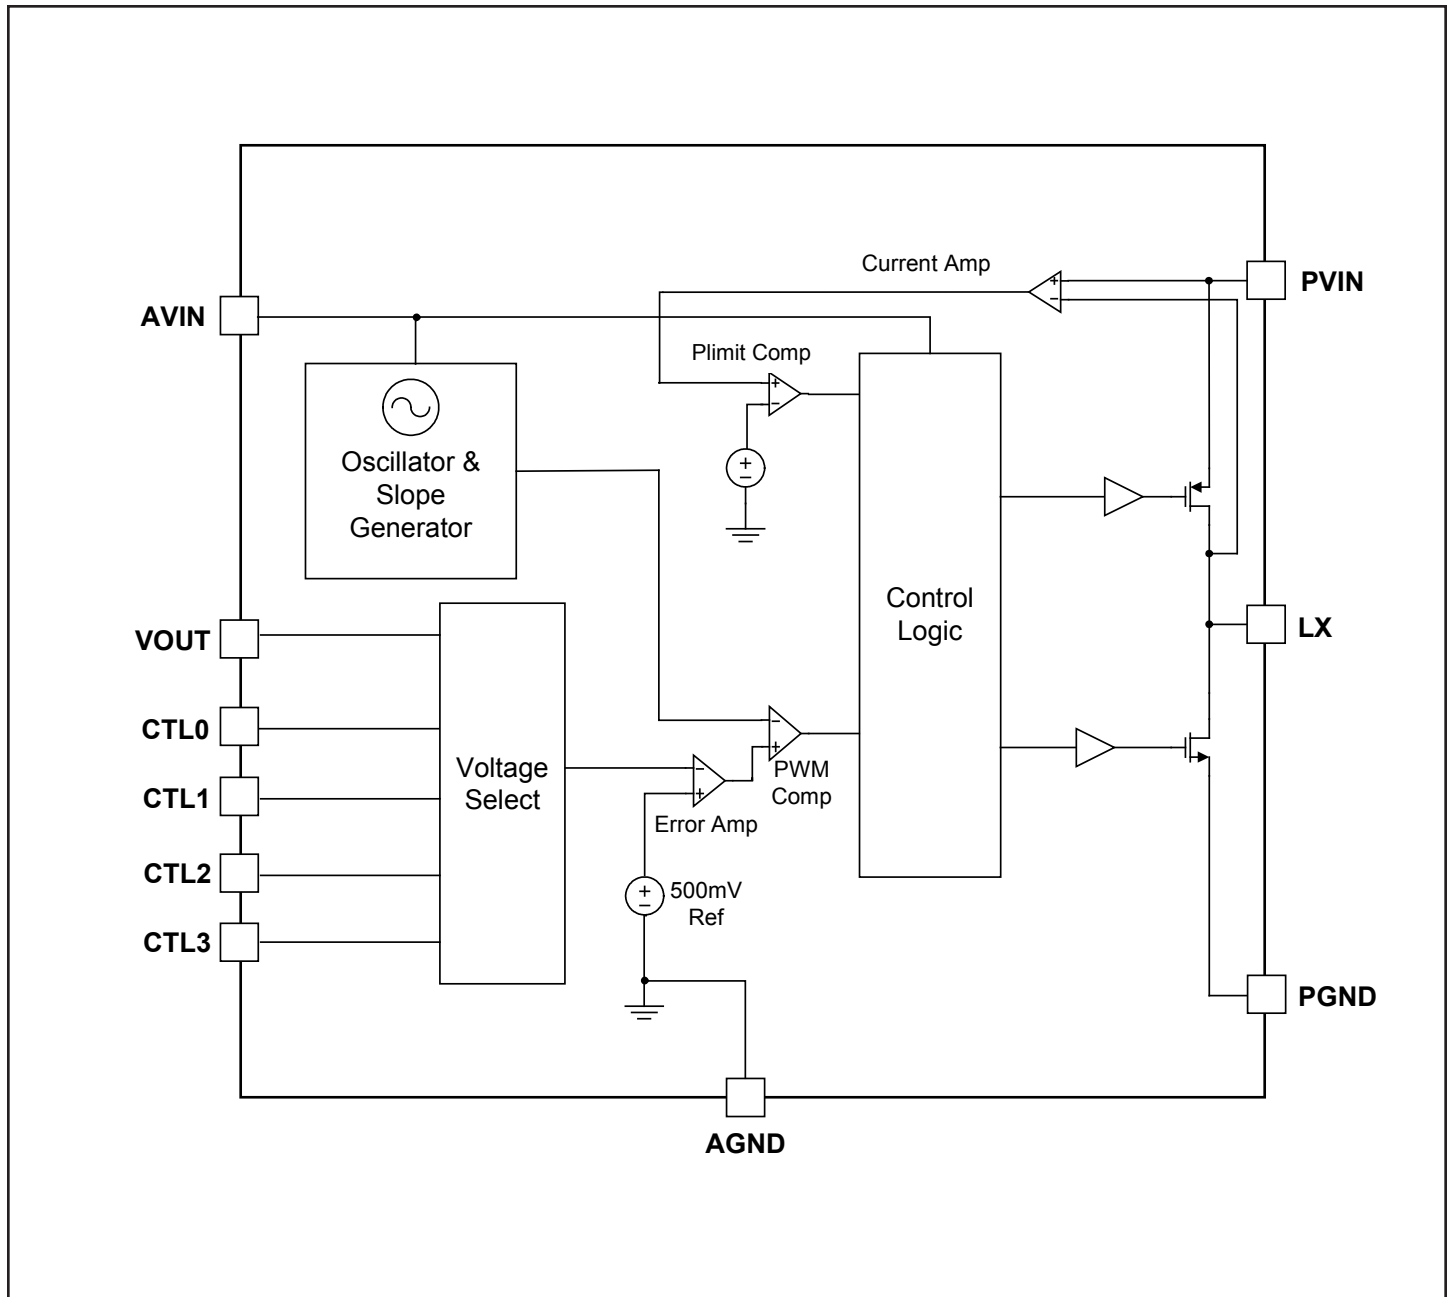 Current Amp
PVIN
AVIN
Plimit Comp
Oscillator &
Slope
Generator
Control
Logic
VOUT
LX
CTL0
Voltage
Select
PWM
Comp
CTL1
Error Amp
CTL2
500mV
Ref
CTL3
PGND
AGND